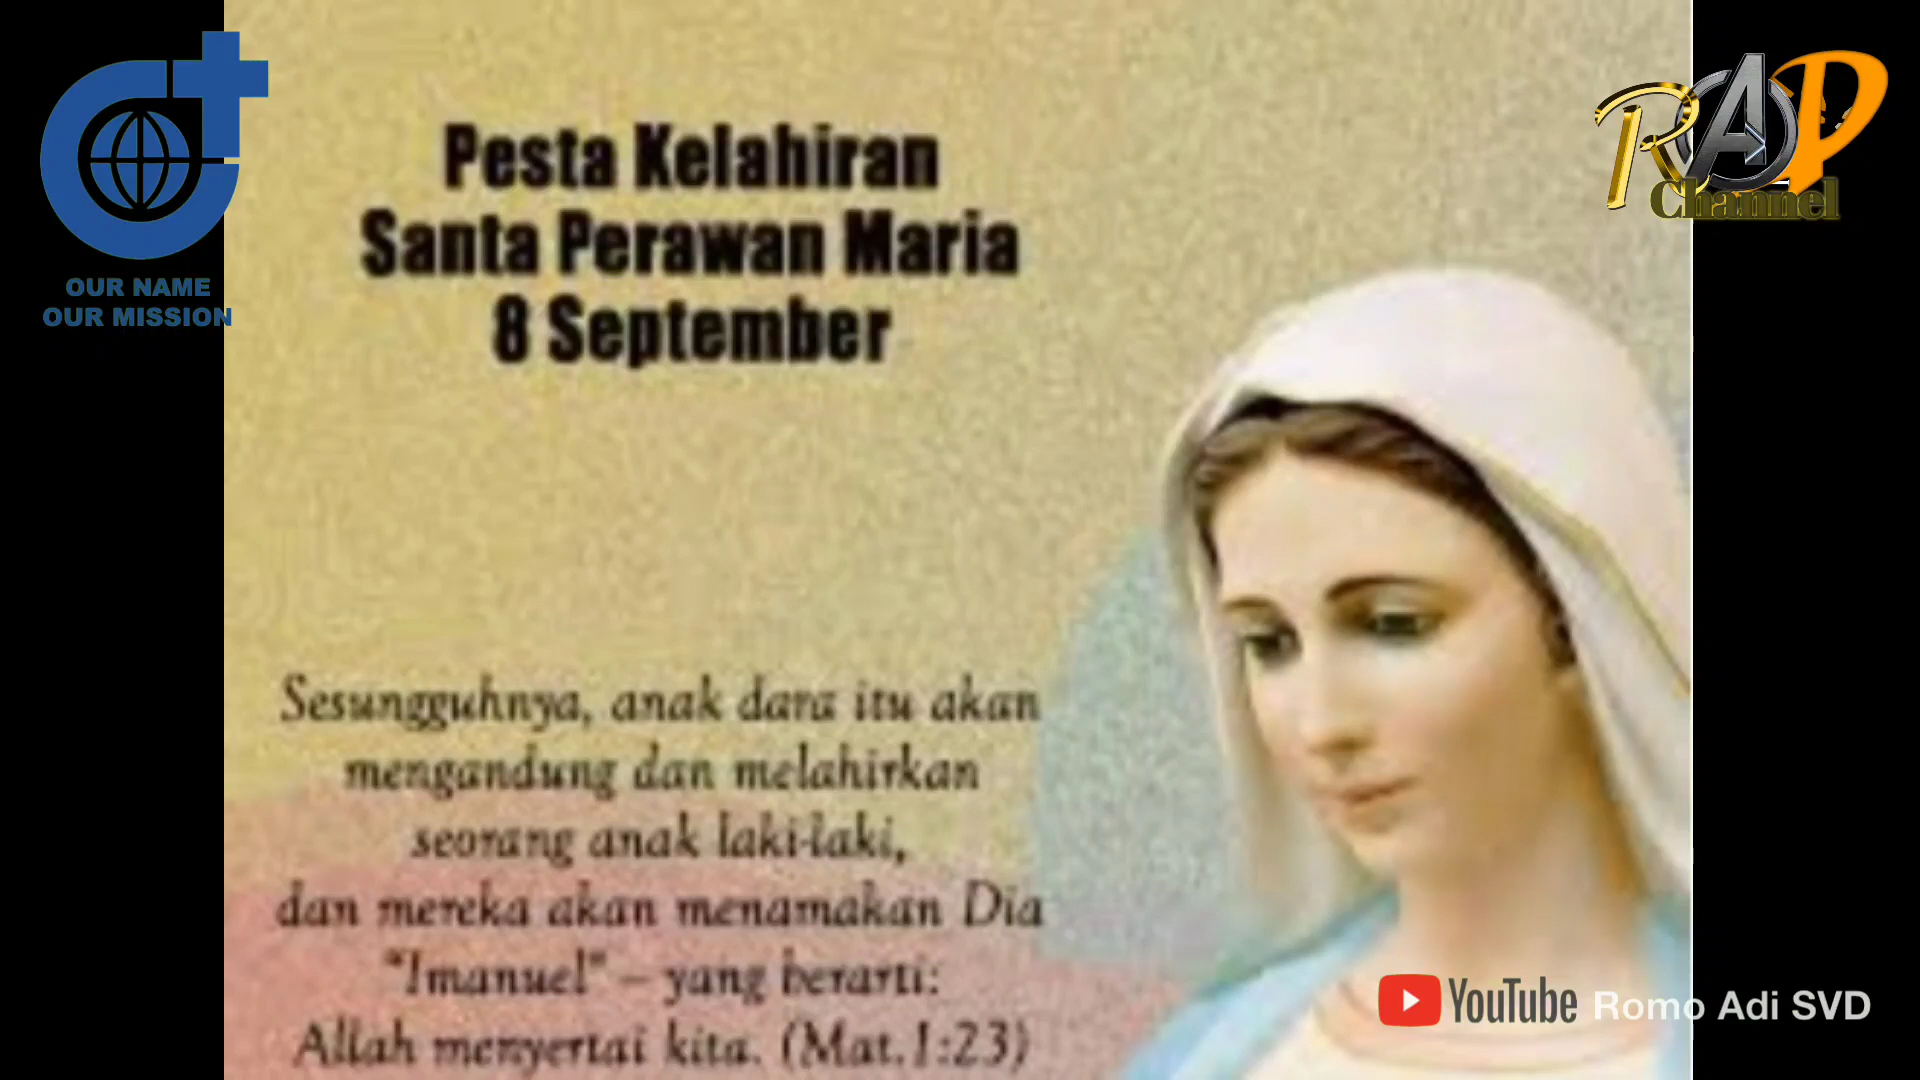 OUR NAME
OUR MISSION
RAP
Channel
Pesta Kelahiran
Santa Perawan Maria
8 September
Sesungguhnya, anak dara itu akan
mengandung dan melahirkan
seorang anak laki-laki,
dan mereka akan menamakan Dia
"Imanuel" – yang berarti:
Allah menyertai kita. (Mat.1:23)
YouTube Romo Adi SVD